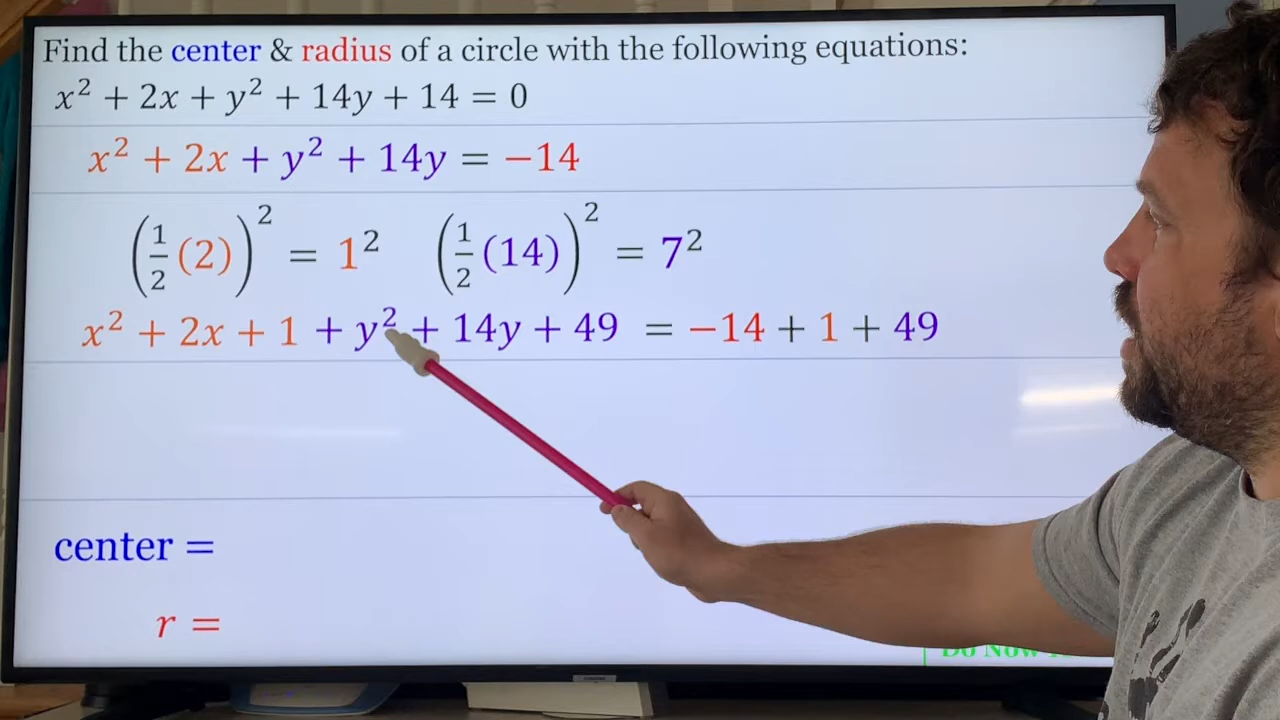 Find the center & radius of a circle with the following equations:
x² + 2x + y² + 14y + 14 = 0
x² + 2x + y² + 14y = −14
(1/2 (2))² = 1² (1/2 (14))² = 7²
x² + 2x + 1 + y² + 14y + 49 = −14 + 1 + 49
center =
r =
Do Now